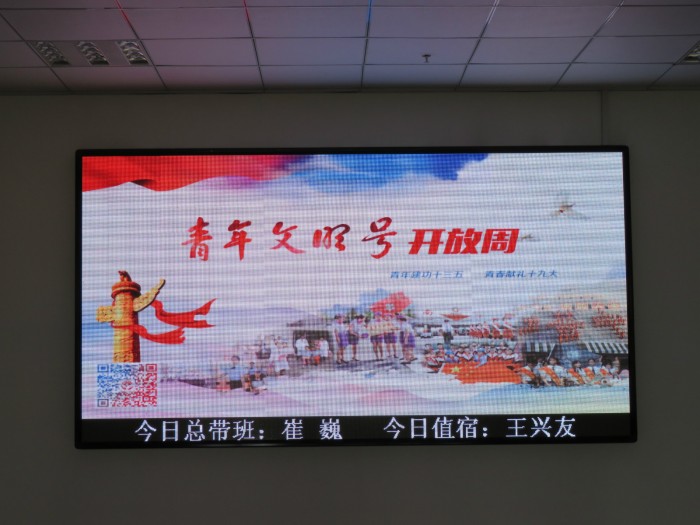 青年文明号开放周
青年建功十三五 青春献礼十九大
今日总带班：崔 巍 今日值宿：王兴友